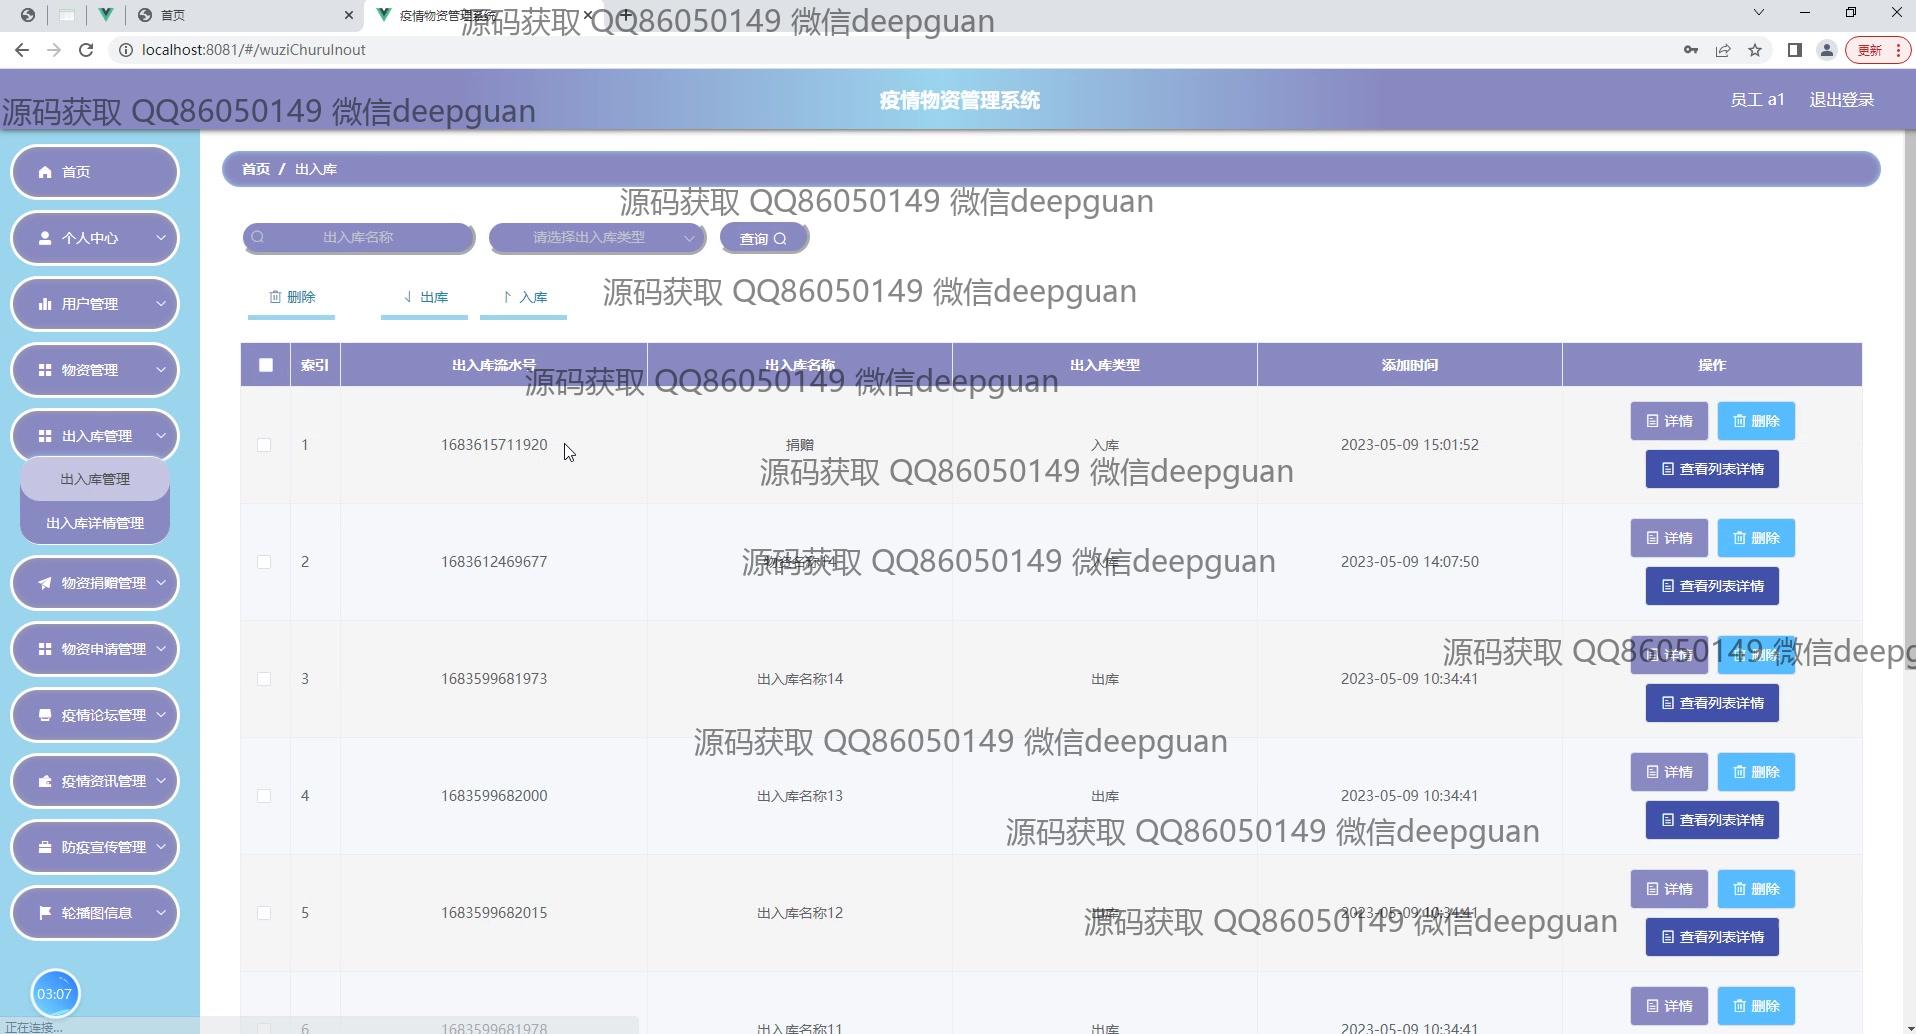 首页
疫情物资管理系统
源码获取 QQ86050149 微信deepguan
localhost:8081/#/wuziChuruInout
更新
源码获取 QQ86050149 微信deepguan
疫情物资管理系统
员工 a1
退出登录
首页
个人中心
用户管理
物资管理
出入库管理
出入库管理
出入库详情管理
物资捐赠管理
物资申请管理
疫情论坛管理
疫情资讯管理
防疫宣传管理
轮播图信息
03:07
正在连接...
首页 / 出入库
源码获取 QQ86050149 微信deepguan
出入库名称
请选择出入库类型
查询
删除
出库
入库
源码获取 QQ86050149 微信deepguan
索引 出入库流水号 出入库名称 出入库类型 添加时间 操作
源码获取 QQ86050149 微信deepguan
1 1683615711920 捐赠 入库 2023-05-09 15:01:52 详情 删除
查看列表详情
源码获取 QQ86050149 微信deepguan
2 1683612469677 物资名称14 入库 2023-05-09 14:07:50 详情 删除
查看列表详情
源码获取 QQ86050149 微信deepguan
3 1683599681973 出入库名称14 出库 2023-05-09 10:34:41 详情 删除
查看列表详情
源码获取 QQ86050149 微信deepg
源码获取 QQ86050149 微信deepguan
4 1683599682000 出入库名称13 出库 2023-05-09 10:34:41 详情 删除
查看列表详情
源码获取 QQ86050149 微信deepguan
5 1683599682015 出入库名称12 出库 2023-05-09 10:34:41 详情 删除
查看列表详情
源码获取 QQ86050149 微信deepguan
6 1683599681978 出入库名称11 出库 2023-05-09 10:34:41 详情 删除